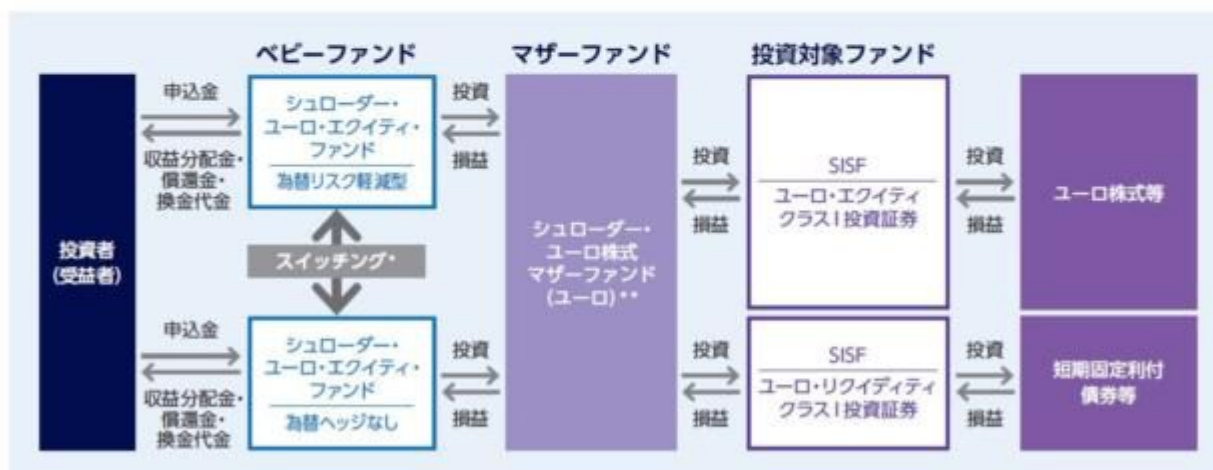 ベビーファンド
マザーファンド
投資対象ファンド
投資者
(受益者)
申込金
収益分配金・
償還金・
換金代金
シュローダー・
ユーロ・エクイティ・
ファンド
為替リスク軽減型
投資
損益
スイッチング*
申込金
収益分配金・
償還金・
換金代金
シュローダー・
ユーロ・エクイティ・
ファンド
為替ヘッジなし
投資
損益
シュローダー・
ユーロ株式
マザーファンド
(ユーロ)**
投資
損益
SISF
ユーロ・エクイティ
クラスI投資証券
投資
損益
ユーロ株式等
投資
損益
SISF
ユーロ・リクイディティ
クラスI投資証券
投資
損益
短期固定利付
債券等